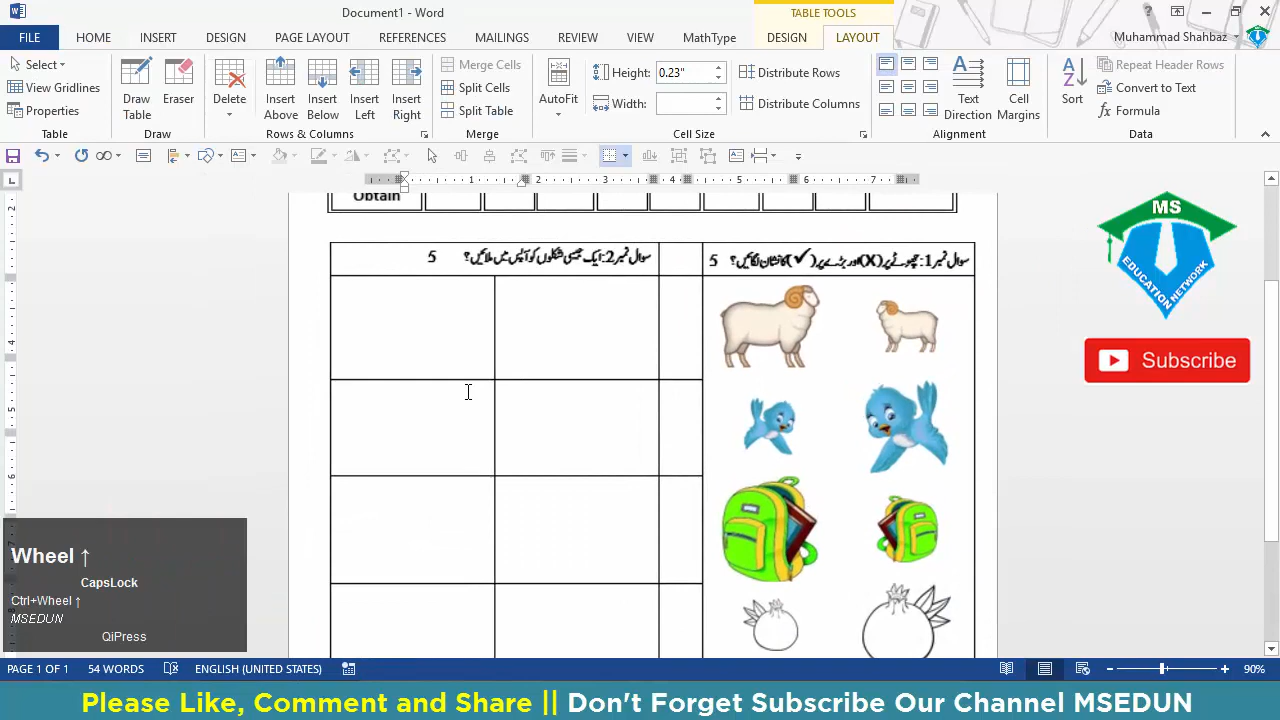 Document1 - Word
TABLE TOOLS
FILE
HOME
INSERT
DESIGN
PAGE LAYOUT
REFERENCES
MAILINGS
REVIEW
VIEW
MathType
DESIGN
LAYOUT
Muhammad Shahbaz
Select
View Gridlines
Properties
Table
Draw Table
Eraser
Draw
Delete
Insert Above
Insert Below
Insert Left
Insert Right
Rows & Columns
Merge Cells
Split Cells
Split Table
Merge
AutoFit
Height: 0.23"
Width:
Distribute Rows
Distribute Columns
Cell Size
Text Direction
Cell Margins
Alignment
Sort
Repeat Header Rows
Convert to Text
Formula
Data
Obtain
سوال نمبر1: چھوٹے پر (X) اور بڑے پر (✓) کا نشان لگائیں؟ 5
سوال نمبر2: ایک جیسی شکلوں کو آپس میں ملائیں؟ 5
MS
EDUCATION NETWORK
Subscribe
Wheel ↑
CapsLock
Ctrl+Wheel ↑
MSEDUN
QiPress
PAGE 1 OF 1
54 WORDS
ENGLISH (UNITED STATES)
90%
Please Like, Comment and Share || Don't Forget Subscribe Our Channel MSEDUN